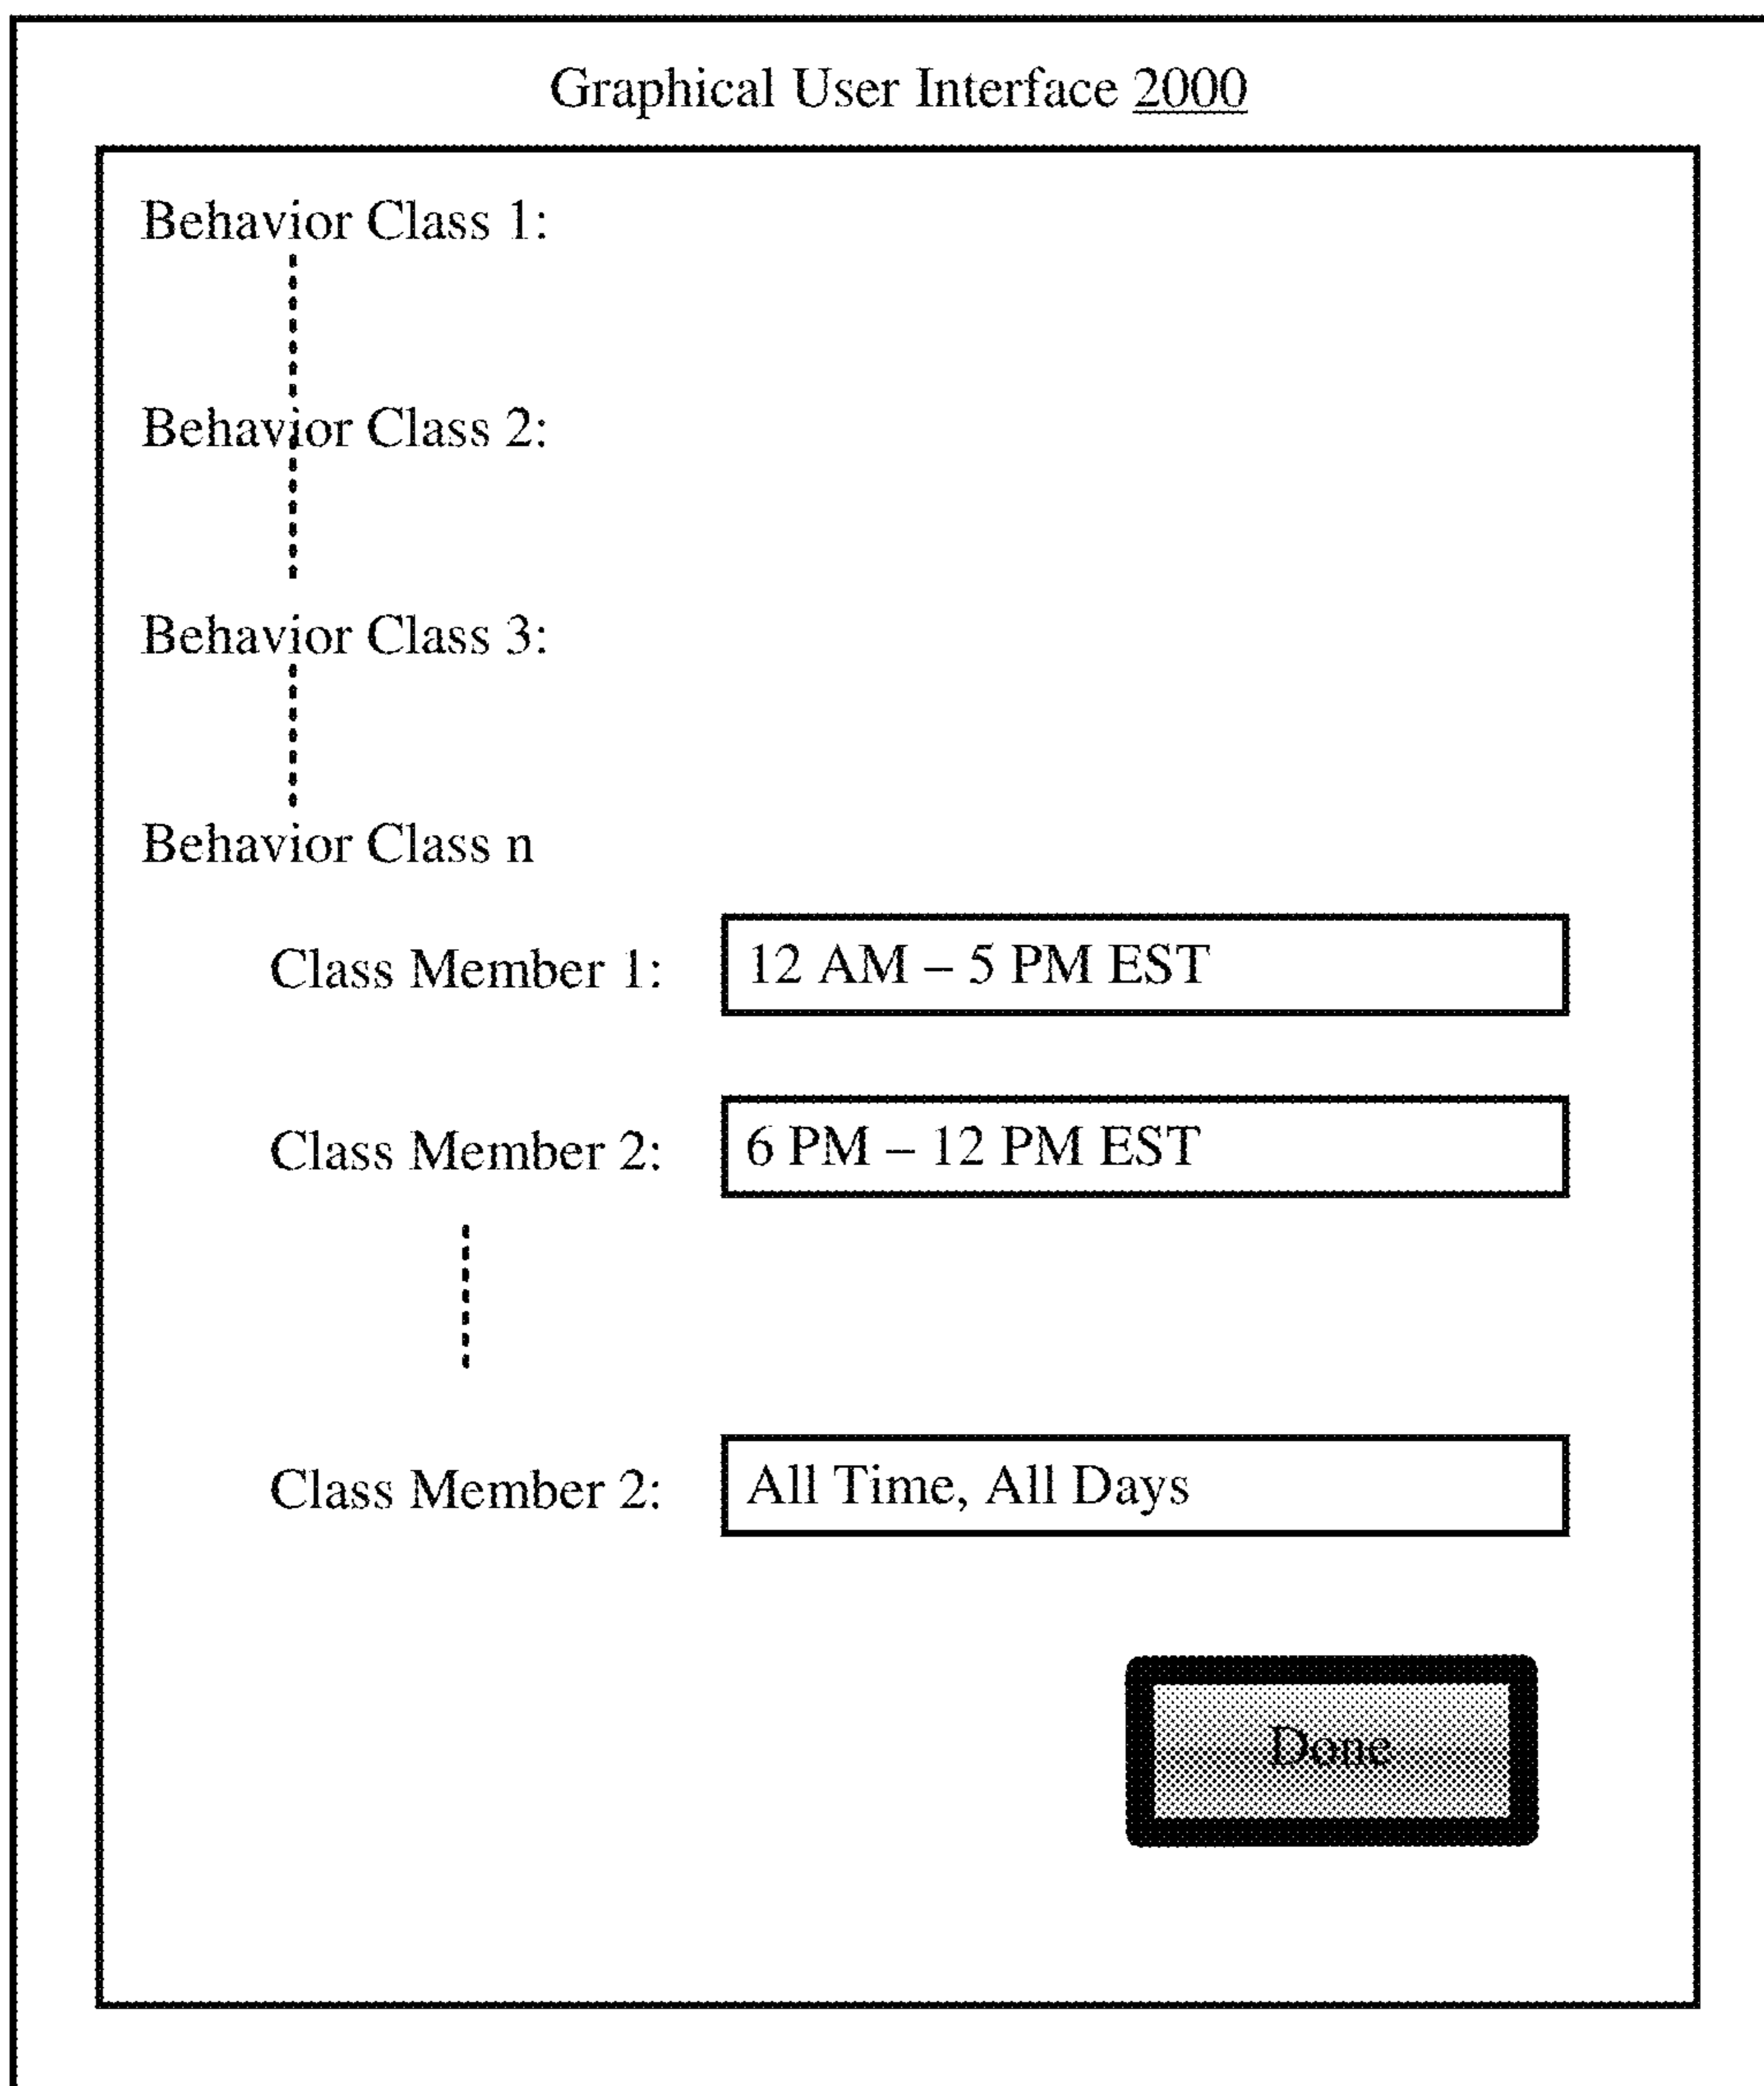 Graphical User Interface 2000
Behavior Class 1:
Behavior Class 2:
Behavior Class 3:
Behavior Class n
Class Member 1: 12 AM – 5 PM EST
Class Member 2: 6 PM – 12 PM EST
Class Member 2: All Time, All Days
Done